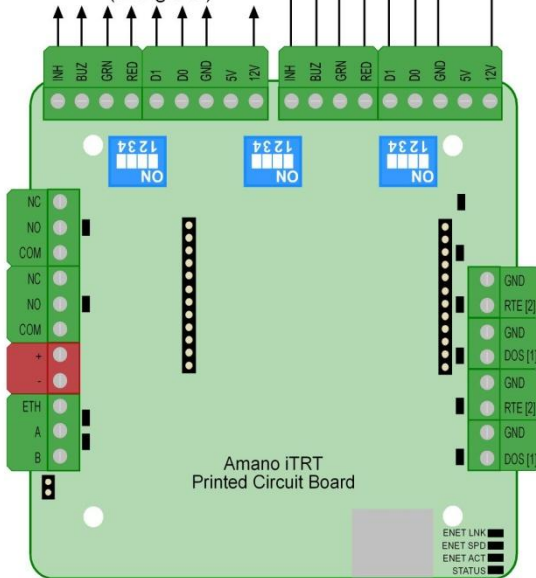 INH BUZ GRN RED D1 D0 GND 5V 12V
INH BUZ GRN RED D1 D0 GND 5V 12V
1234
ON
1234
ON
1234
ON
NC
NO
COM
NC
NO
COM
+
-
ETH
A
B
GND
RTE [2]
GND
DOS [1]
GND
RTE [2]
GND
DOS [1]
Amano iTRT
Printed Circuit Board
ENET LNK
ENET SPD
ENET ACT
STATUS